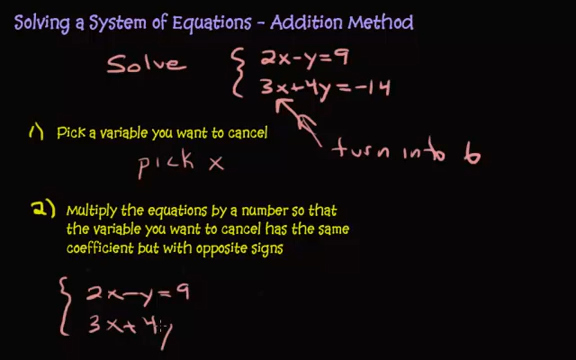 Solving a System of Equations - Addition Method
Solve { 2x-y=9
3x+4y=-14
1) Pick a variable you want to cancel
turn into 6
pick x
2) Multiply the equations by a number so that
the variable you want to cancel has the same
coefficient but with opposite signs
{ 2x-y=9
3x+4y